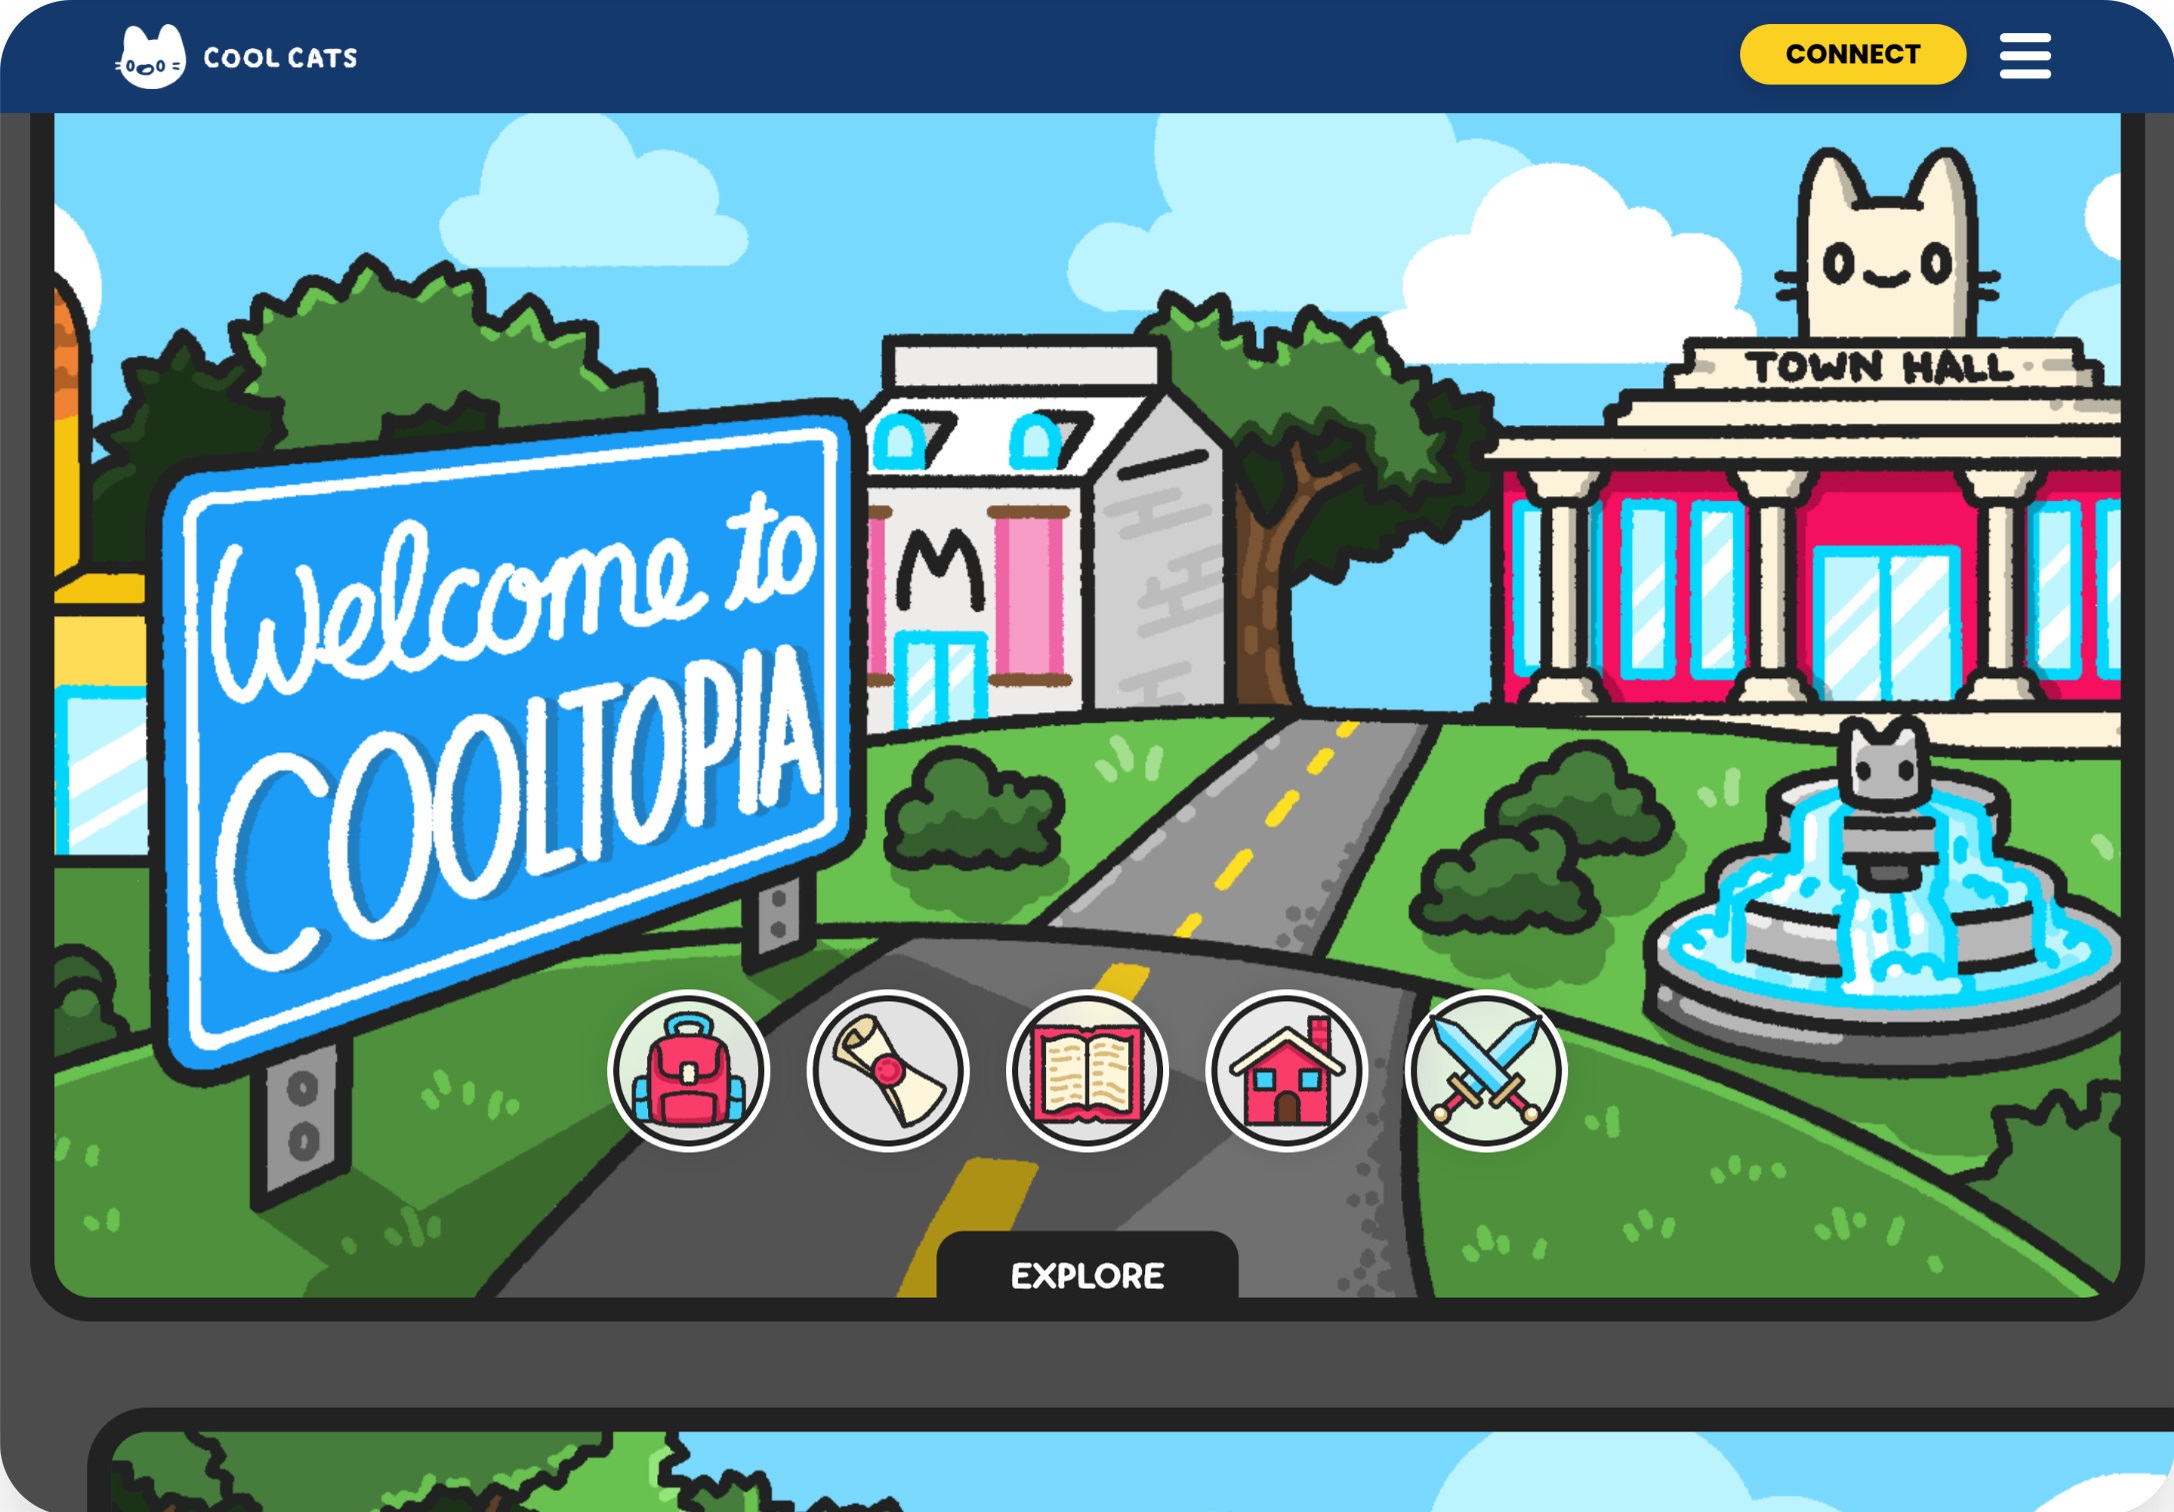 COOL CATS
CONNECT
TOWN HALL
Welcome to
COOLTOPIA
M
EXPLORE